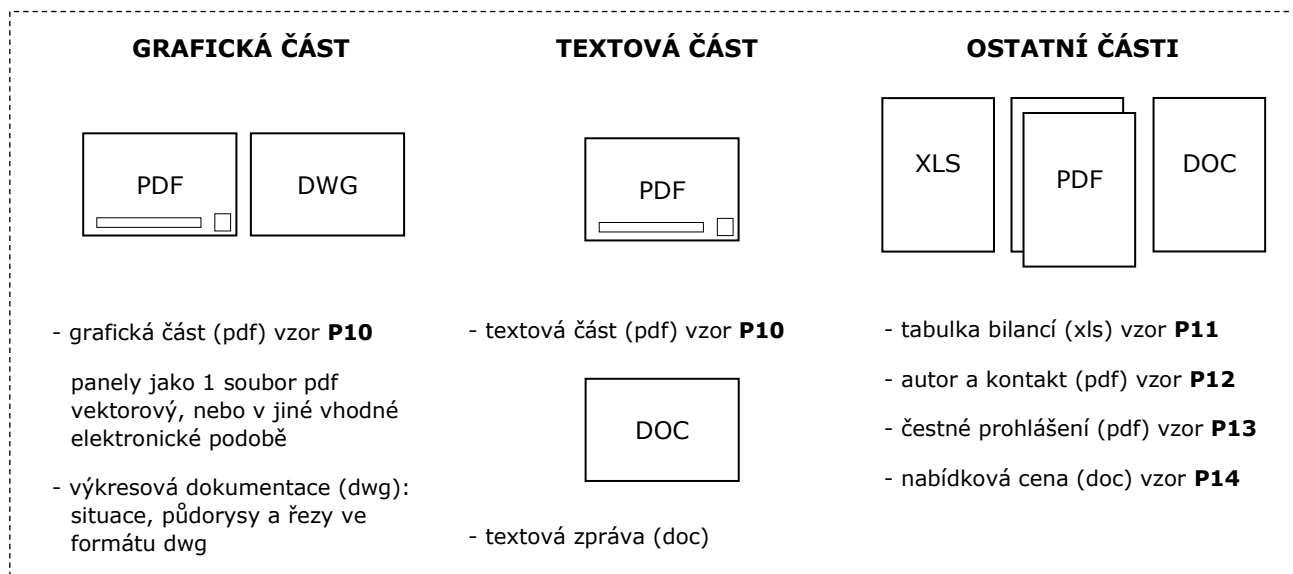 GRAFICKÁ ČÁST
PDF
DWG
- grafická část (pdf) vzor P10
panely jako 1 soubor pdf
vektorový, nebo v jiné vhodné
elektronické podobě
- výkresová dokumentace (dwg):
situace, půdorysy a řezy ve
formátu dwg
TEXTOVÁ ČÁST
PDF
- textová část (pdf) vzor P10
DOC
- textová zpráva (doc)
OSTATNÍ ČÁSTI
XLS
PDF
DOC
- tabulka bilancí (xls) vzor P11
- autor a kontakt (pdf) vzor P12
- čestné prohlášení (pdf) vzor P13
- nabídková cena (doc) vzor P14